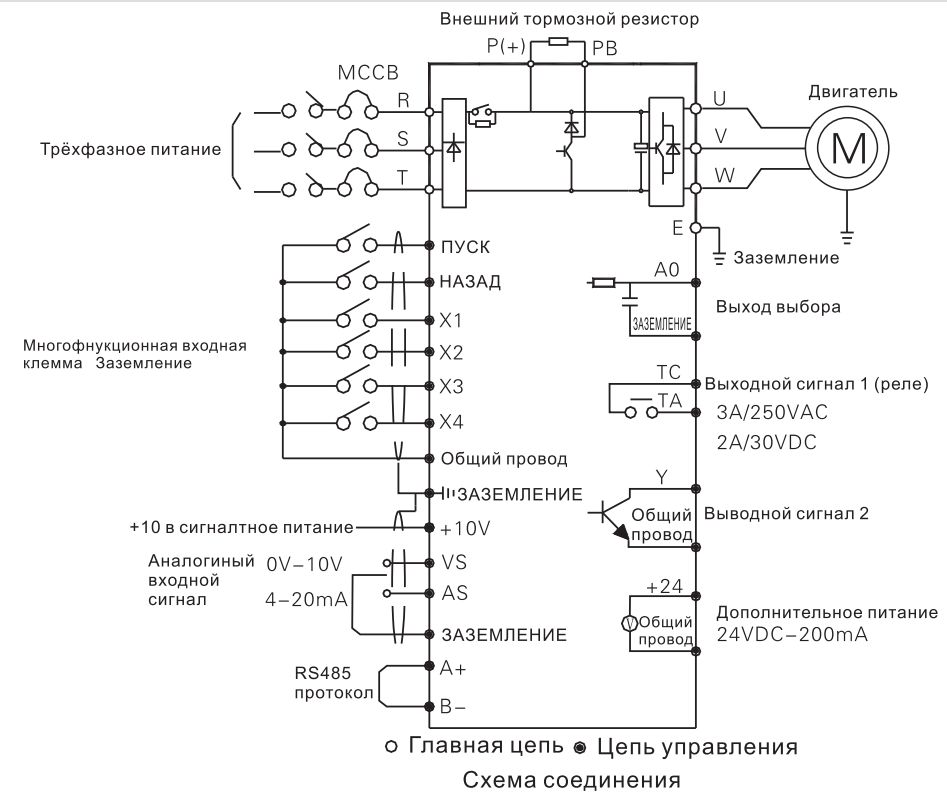 Внешний тормозной резистор
P(+)
PB
MCCB
R
S
T
Трёхфазное питание
U
V
W
Двигатель
M
E
Заземление
ПУСК
НАЗАД
X1
X2
X3
X4
Многофнукционная входная
клемма Заземление
Общий провод
ЗАЗЕМЛЕНИЕ
+10 в сигналтное питание
+10V
Аналогиный
входной
сигнал
0V–10V
4–20mA
VS
AS
ЗАЗЕМЛЕНИЕ
RS485
протокол
A+
B–
A0
ЗАЗЕМЛЕНИЕ
Выход выбора
TC
TA
Выходной сигнал 1 (реле)
3A/250VAC
2A/30VDC
Y
Общий
провод
Выводной сигнал 2
+24
V
Общий
провод
Дополнительное питание
24VDC–200mA
Главная цепь
Цепь управления
Схема соединения